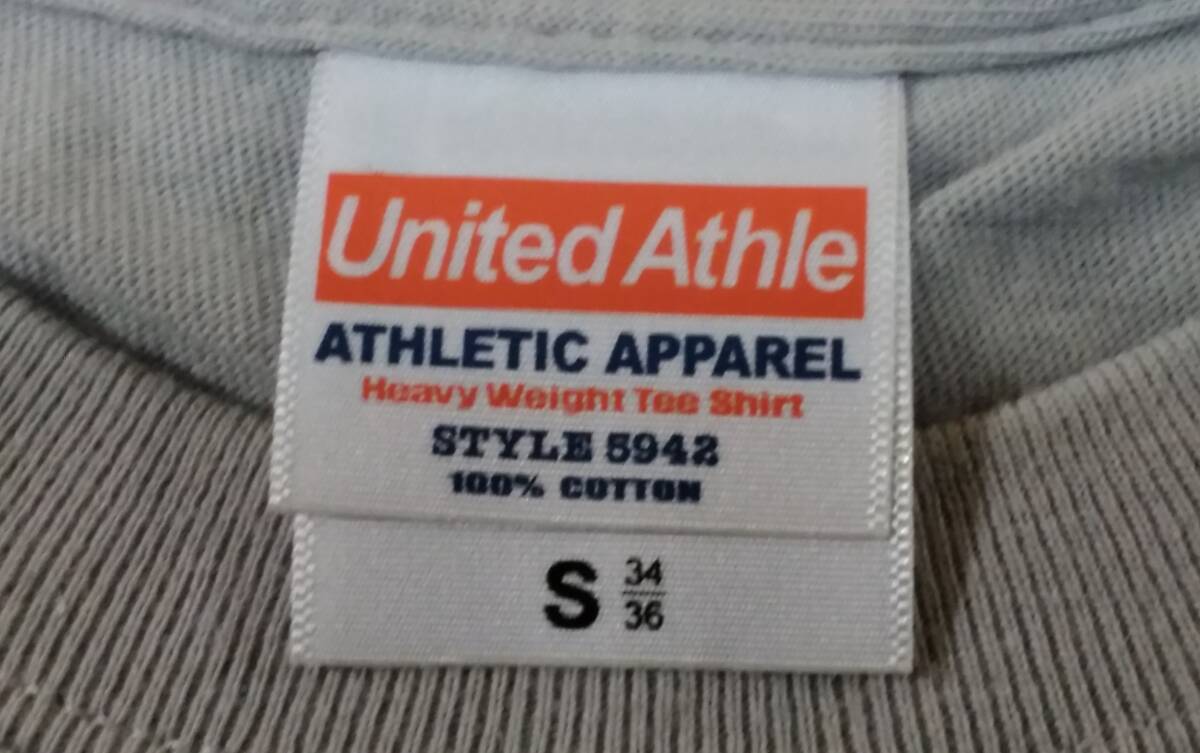 United Athle
ATHLETIC APPAREL
Heavy Weight Tee Shirt
STYLE 5942
100% COTTON
S 34/36